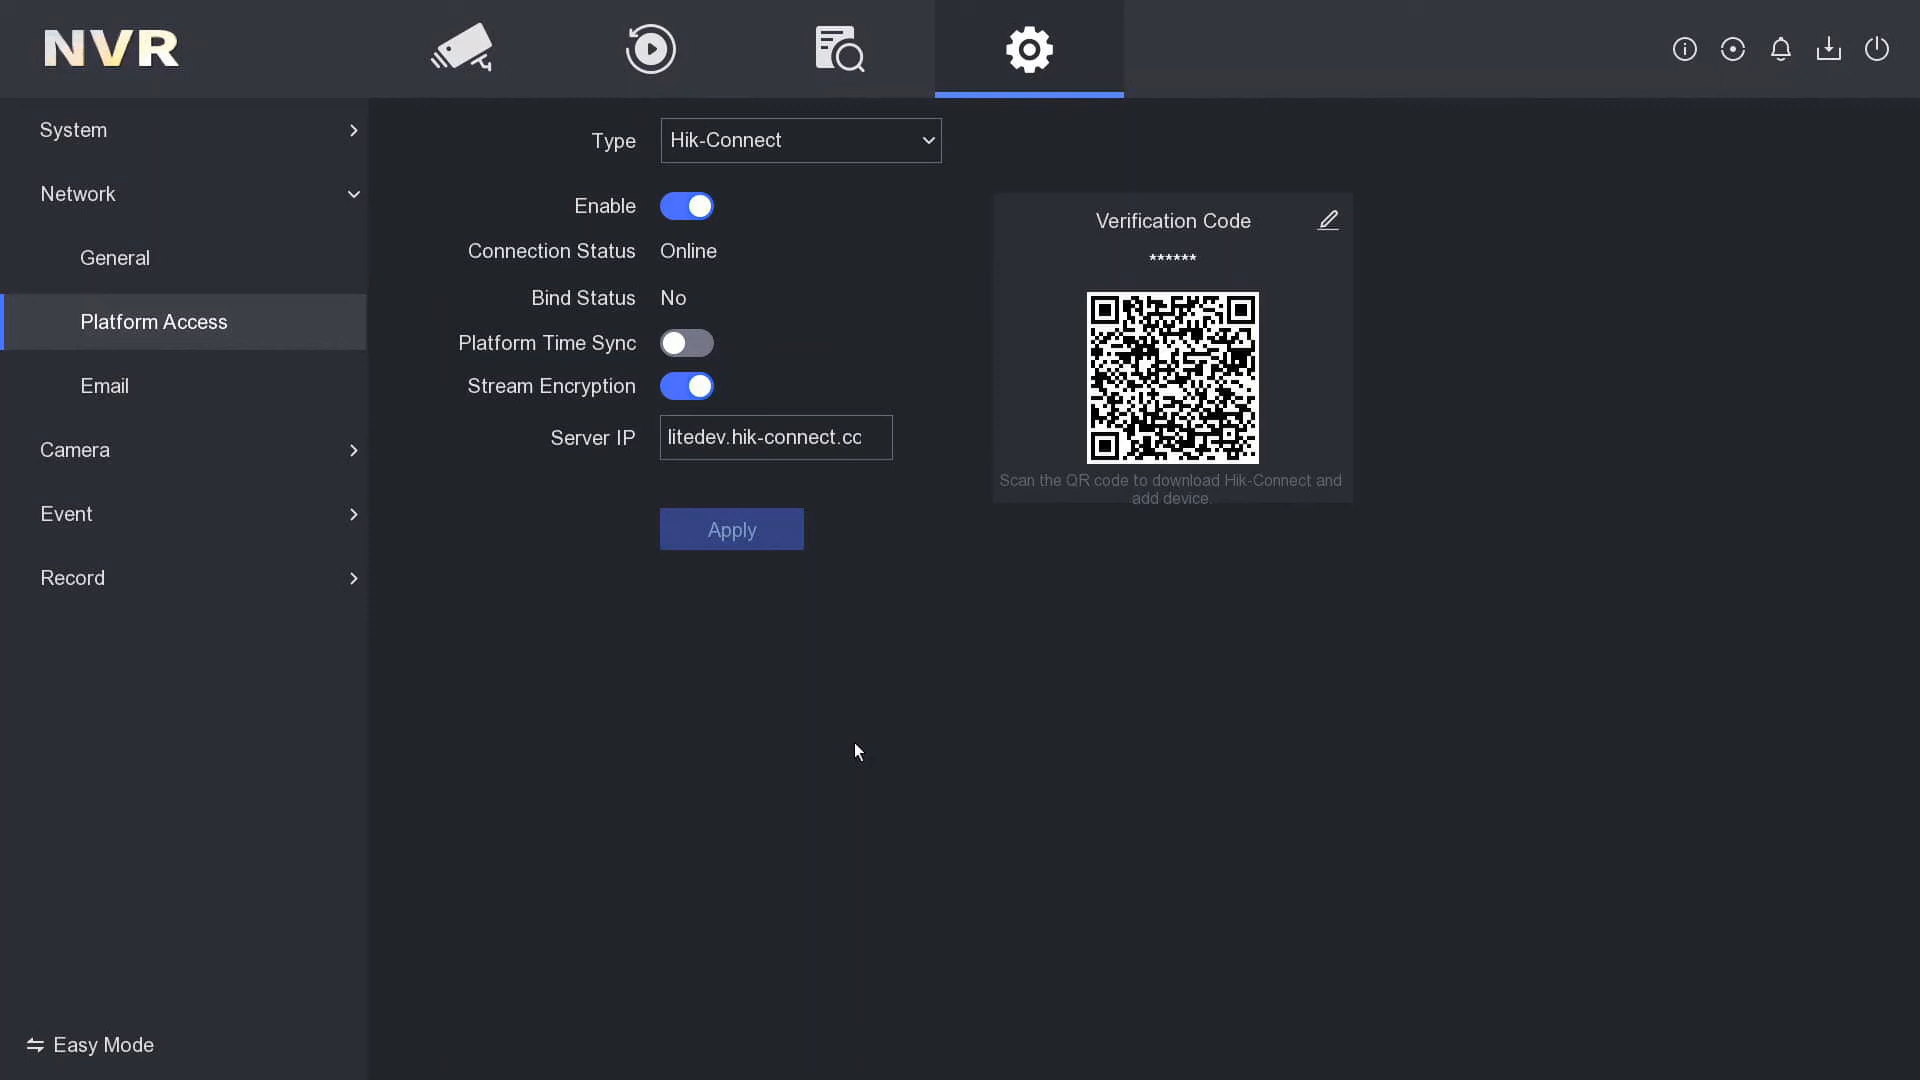 NVR
System
Network
General
Platform Access
Email
Camera
Event
Record
Easy Mode
Type Hik-Connect
Enable
Connection Status Online
Bind Status No
Platform Time Sync
Stream Encryption
Server IP litedev.hik-connect.cc
Apply
Verification Code
******
Scan the QR code to download Hik-Connect and
add device.